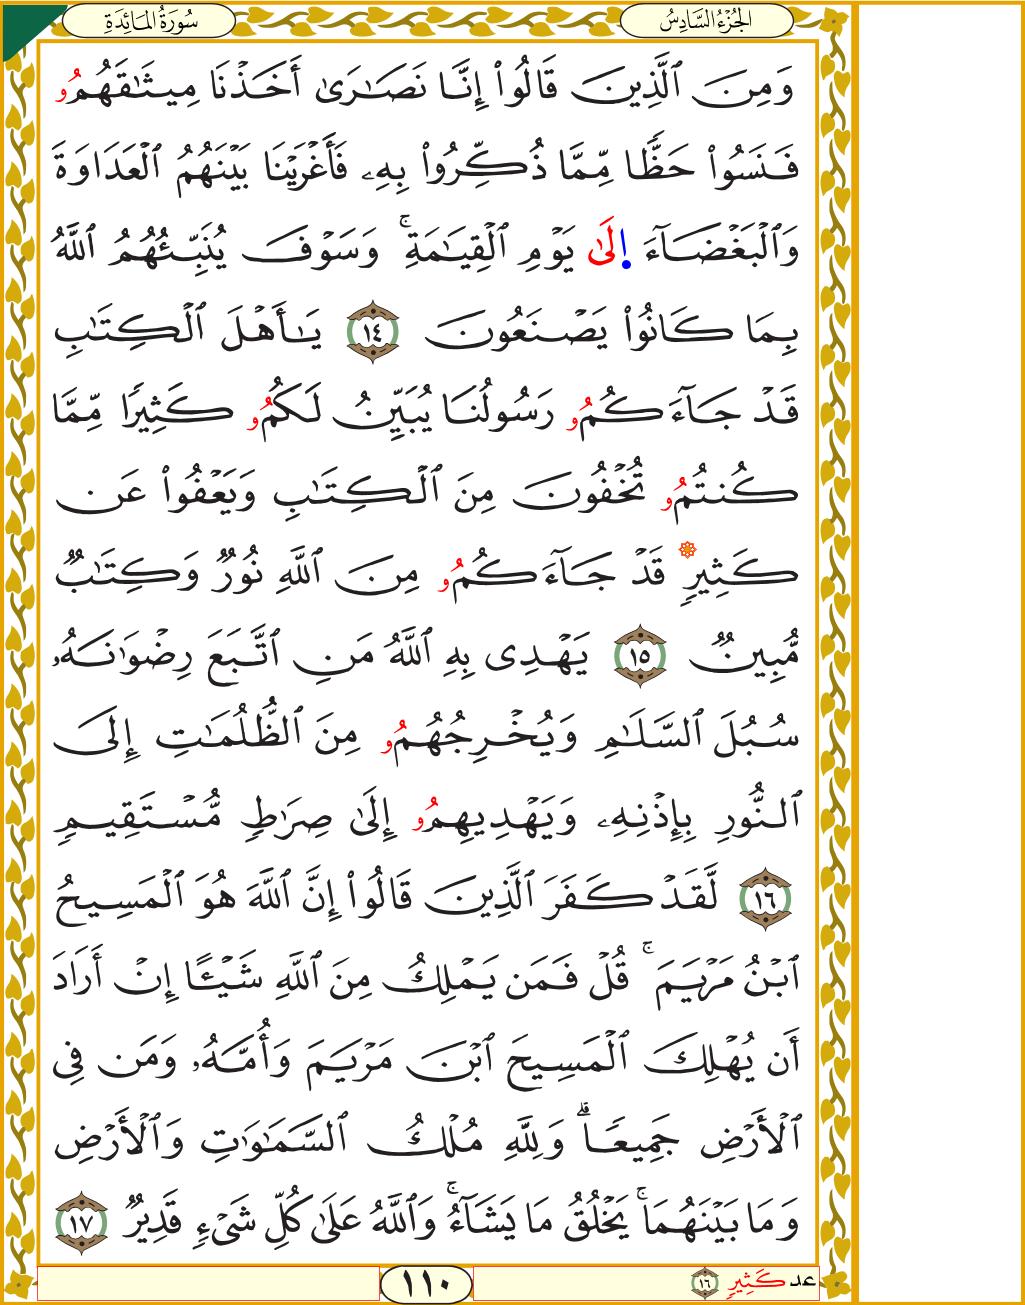 الجُزْءُ السَّادِسُ
سُورَةُ المَائِدَةِ
وَمِنَ ٱلَّذِينَ قَالُوٓا۟ إِنَّا نَصَـٰرَىٰٓ أَخَذْنَا مِيثَـٰقَهُمُۥ
فَنَسُوا۟ حَظًّا مِّمَّا ذُكِّرُوا۟ بِهِۦ فَأَغْرَيْنَا بَيْنَهُمُ ٱلْعَدَاوَةَ
وَٱلْبَغْضَآءَ اِ۪لَىٰ يَوْمِ ٱلْقِيَـٰمَةِ ۚ وَسَوْفَ يُنَبِّئُهُمُ ٱللَّهُ
بِمَا كَانُوا۟ يَصْنَعُونَ ١٤ يَـٰٓأَهْلَ ٱلْكِتَـٰبِ
قَدْ جَآءَكُمُۥ رَسُولُنَا يُبَيِّنُ لَكُمُۥ كَثِيرًا مِّمَّا
كُنتُمُۥ تُخْفُونَ مِنَ ٱلْكِتَـٰبِ وَيَعْفُوا۟ عَن
كَثِيرٍ قَدْ جَآءَكُمُۥ مِنَ ٱللَّهِ نُورٌ وَكِتَـٰبٌ
مُّبِينٌ ١٥ يَهْدِى بِهِ ٱللَّهُ مَنِ ٱتَّبَعَ رِضْوَٰنَهُۥ
سُبُلَ ٱلسَّلَـٰمِ وَيُخْرِجُهُمُۥ مِنَ ٱلظُّلُمَـٰتِ إِلَى
ٱلنُّورِ بِإِذْنِهِۦ وَيَهْدِيهِمُۥ إِلَىٰ صِرَٰطٍ مُّسْتَقِيمٍ
١٦ لَّقَدْ كَفَرَ ٱلَّذِينَ قَالُوٓا۟ إِنَّ ٱللَّهَ هُوَ ٱلْمَسِيحُ
ٱبْنُ مَرْيَمَ ۚ قُلْ فَمَن يَمْلِكُ مِنَ ٱللَّهِ شَيْـًٔا إِنْ أَرَادَ
أَن يُهْلِكَ ٱلْمَسِيحَ ٱبْنَ مَرْيَمَ وَأُمَّهُۥ وَمَن فِى
ٱلْأَرْضِ جَمِيعًا ۗ وَلِلَّهِ مُلْكُ ٱلسَّمَـٰوَٰتِ وَٱلْأَرْضِ
وَمَا بَيْنَهُمَا ۚ يَخْلُقُ مَا يَشَآءُ ۚ وَٱللَّهُ عَلَىٰ كُلِّ شَىْءٍ قَدِيرٌ ١٧
عد كَثِيرٍ ١٦
١١٠